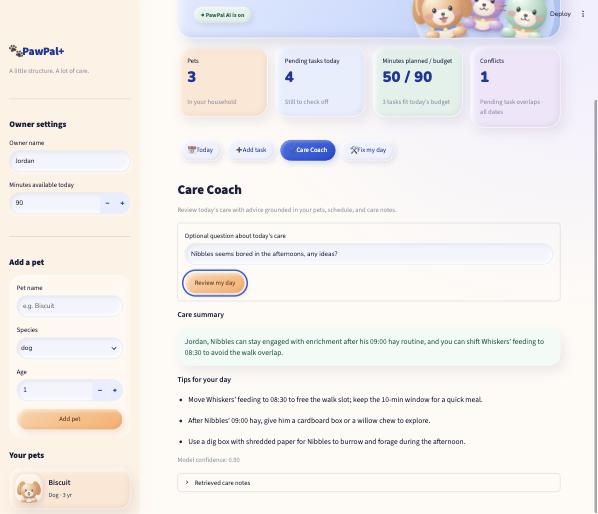 PawPal+
A little structure. A lot of care.
Owner settings
Owner name
Jordan
Minutes available today
90
Add a pet
Pet name
e.g. Biscuit
Species
dog
Age
1
Add pet
Your pets
Biscuit
Dog · 3 yr
PawPal AI is on
Deploy
Pets
3
In your household
Pending tasks today
4
Still to check off
Minutes planned / budget
50 / 90
3 tasks fit today's budget
Conflicts
1
Pending task overlaps ·
all dates
Today
Add task
Care Coach
Fix my day
Care Coach
Review today's care with advice grounded in your pets, schedule, and care notes.
Optional question about today's care
Nibbles seems bored in the afternoons, any ideas?
Review my day
Care summary
Jordan, Nibbles can stay engaged with enrichment after his 09:00 hay routine, and you can shift Whiskers' feeding to
08:30 to avoid the walk overlap.
Tips for your day
• Move Whiskers' feeding to 08:30 to free the walk slot; keep the 10-min window for a quick meal.
• After Nibbles' 09:00 hay, give him a cardboard box or a willow chew to explore.
• Use a dig box with shredded paper for Nibbles to burrow and forage during the afternoon.
Model confidence: 0.90
Retrieved care notes